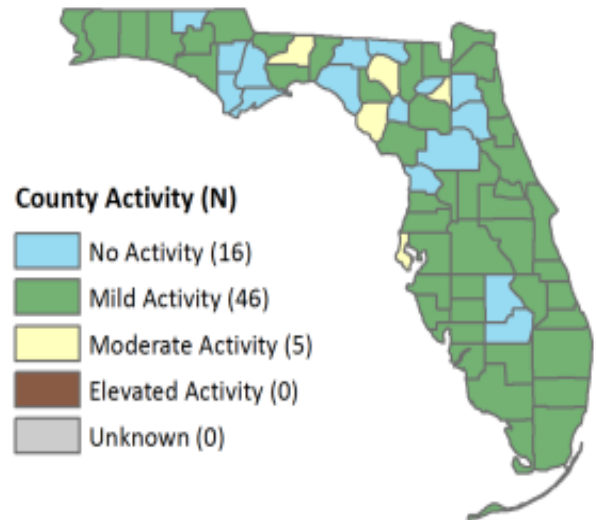 County Activity (N)
No Activity (16)
Mild Activity (46)
Moderate Activity (5)
Elevated Activity (0)
Unknown (0)